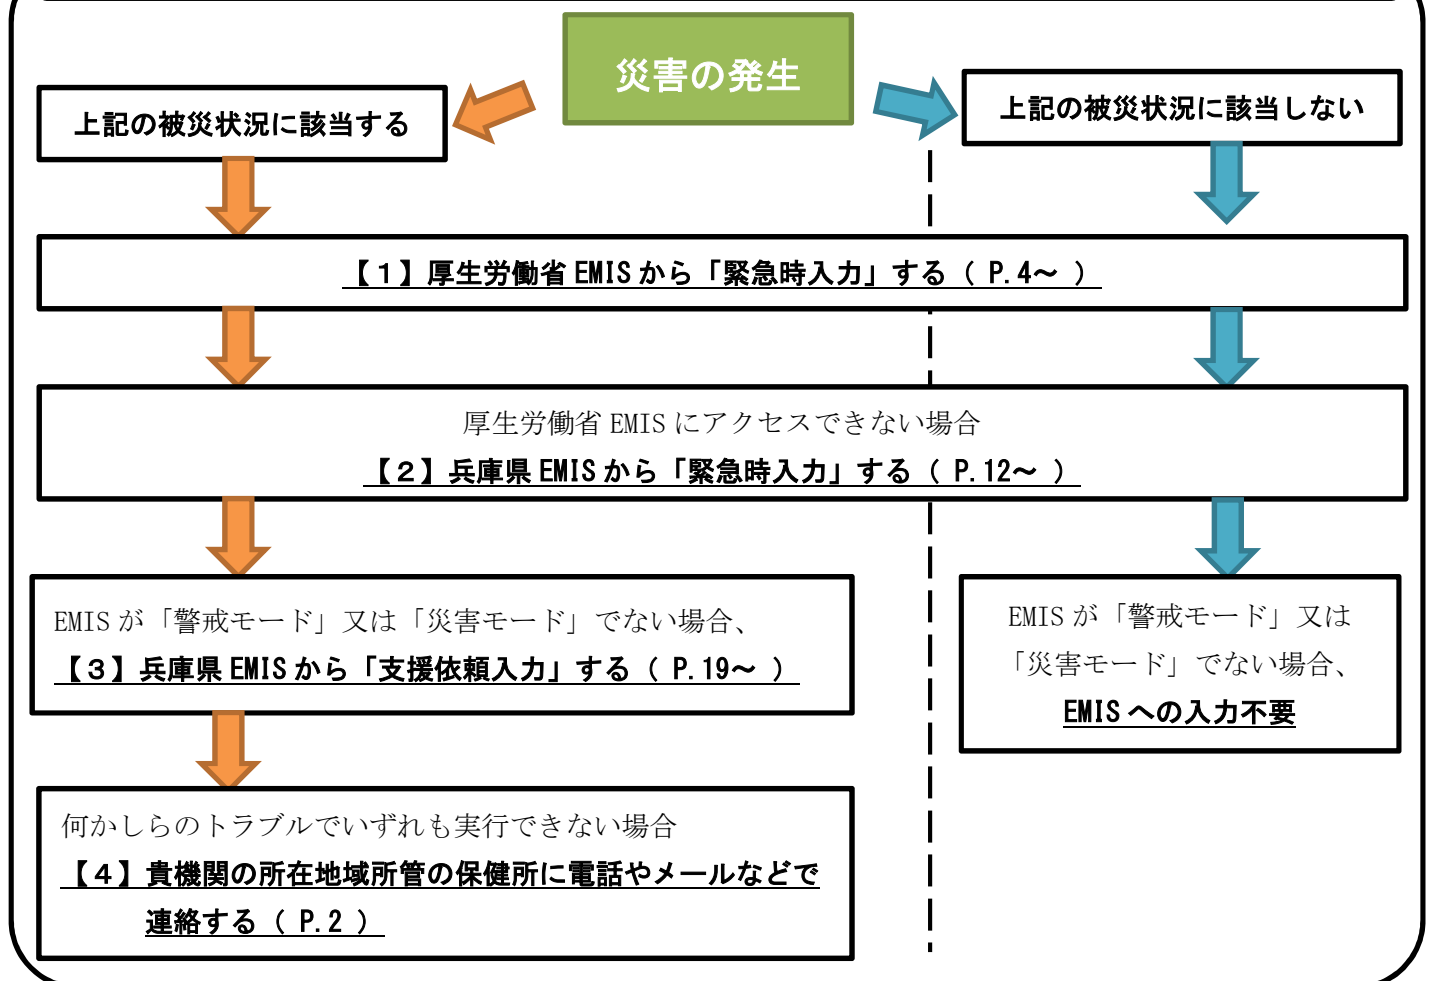 災害の発生
上記の被災状況に該当する
上記の被災状況に該当しない
【１】厚生労働省 EMIS から「緊急時入力」する（ P.4～ ）
厚生労働省 EMIS にアクセスできない場合
【２】兵庫県 EMIS から「緊急時入力」する（ P.12～ ）
EMIS が「警戒モード」又は「災害モード」でない場合、
【３】兵庫県 EMIS から「支援依頼入力」する（ P.19～ ）
EMIS が「警戒モード」又は
「災害モード」でない場合、
EMIS への入力不要
何かしらのトラブルでいずれも実行できない場合
【４】貴機関の所在地域所管の保健所に電話やメールなどで
連絡する（ P.2 ）